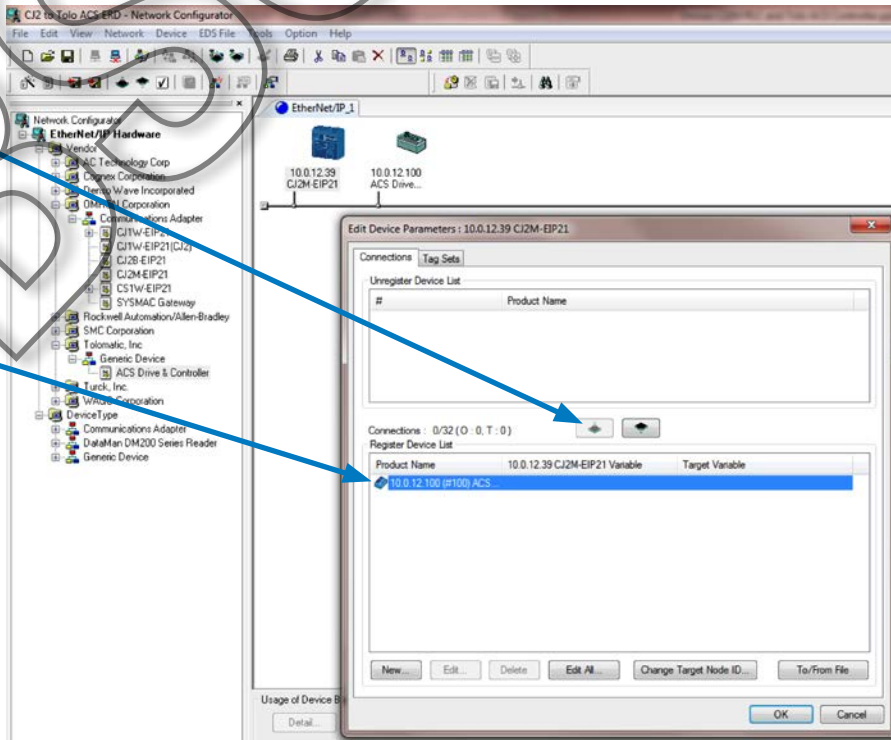 CJ2 to Tolo ACS ERD - Network Configurator
File Edit View Network Device EDS File Tools Option Help
EtherNet/IP_1
Network Configurator
EtherNet/IP Hardware
Vendor
AC Technology Corp
Cognex Corporation
Denso Wave Incorporated
OMRON Corporation
Communications Adapter
CJ1W-EIP21
CJ1W-EIP21(CJ2)
CJ2B-EIP21
CJ2M-EIP21
CS1W-EIP21
SYSMAC Gateway
Rockwell Automation/Allen-Bradley
SMC Corporation
Tolomatic, Inc
Generic Device
ACS Drive & Controller
Turck, Inc.
WAGO Corporation
DeviceType
Communications Adapter
DataMan DM200 Series Reader
Generic Device
10.0.12.39
CJ2M-EIP21
10.0.12.100
ACS Drive...
Edit Device Parameters : 10.0.12.39 CJ2M-EIP21
Connections Tag Sets
Unregister Device List
# Product Name
Connections : 0/32 ( O : 0, T : 0 )
Register Device List
Product Name 10.0.12.39 CJ2M-EIP21 Variable Target Variable
10.0.12.100 (#100) ACS...
New... Edit... Delete Edit All... Change Target Node ID... To/From File
Usage of Device B
Detail...
OK Cancel